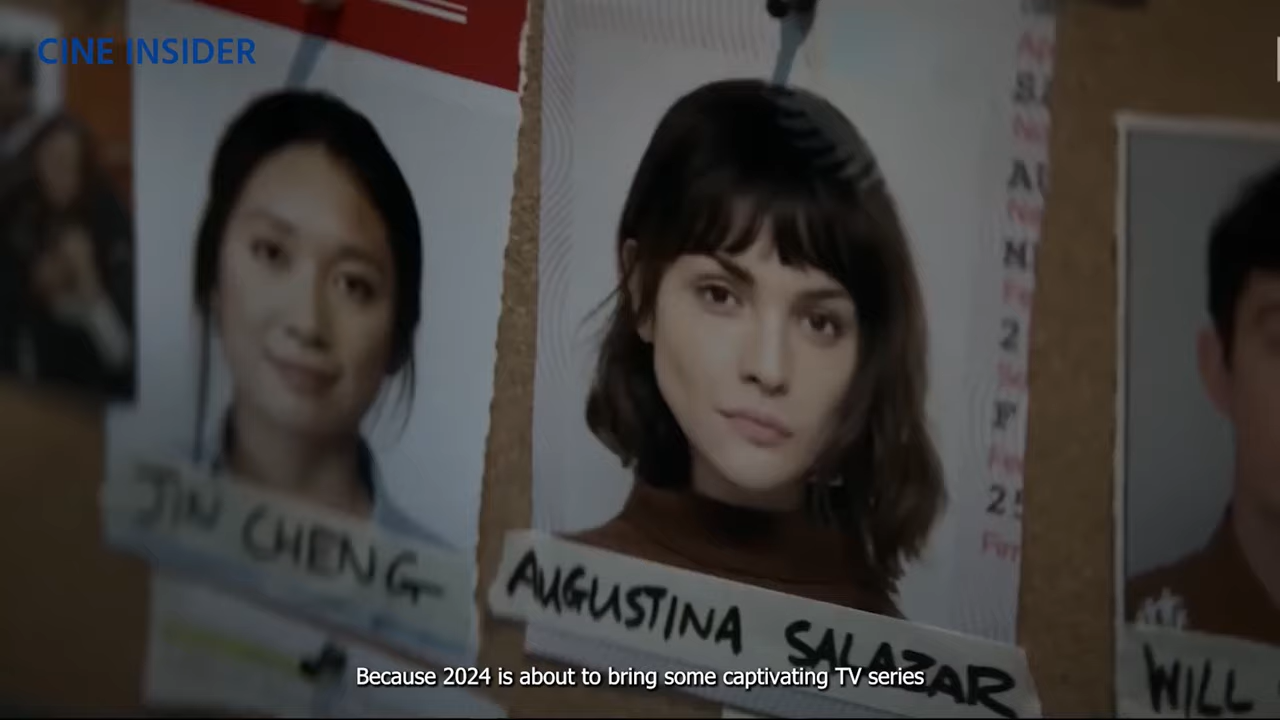 CINE INSIDER
JIN CHENG
AUGUSTINA SALAZAR
WILL
Because 2024 is about to bring some captivating TV series